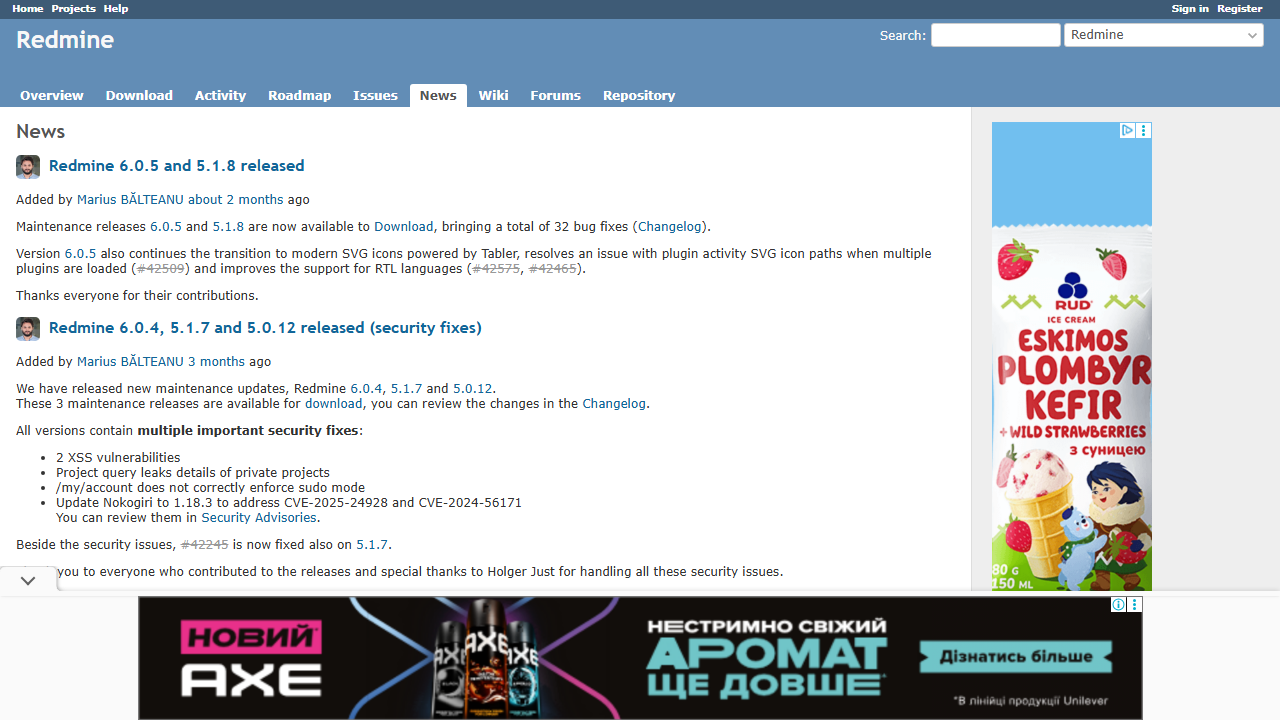 Home Projects Help
Sign in Register
Redmine
Search:
Redmine
Overview Download Activity Roadmap Issues News Wiki Forums Repository
News
Redmine 6.0.5 and 5.1.8 released
Added by Marius BĂLTEANU about 2 months ago
Maintenance releases 6.0.5 and 5.1.8 are now available to Download, bringing a total of 32 bug fixes (Changelog).
Version 6.0.5 also continues the transition to modern SVG icons powered by Tabler, resolves an issue with plugin activity SVG icon paths when multiple
plugins are loaded (#42509) and improves the support for RTL languages (#42575, #42465).
Thanks everyone for their contributions.
Redmine 6.0.4, 5.1.7 and 5.0.12 released (security fixes)
Added by Marius BĂLTEANU 3 months ago
We have released new maintenance updates, Redmine 6.0.4, 5.1.7 and 5.0.12.
These 3 maintenance releases are available for download, you can review the changes in the Changelog.
All versions contain multiple important security fixes:
2 XSS vulnerabilities
Project query leaks details of private projects
/my/account does not correctly enforce sudo mode
Update Nokogiri to 1.18.3 to address CVE-2025-24928 and CVE-2024-56171
You can review them in Security Advisories.
Beside the security issues, #42245 is now fixed also on 5.1.7.
you to everyone who contributed to the releases and special thanks to Holger Just for handling all these security issues.
RUD
ICE CREAM
ESKIMOS
PLOMBYR
KEFIR
+ WILD STRAWBERRIES
з суницею
80 G
150 ML
НОВИЙ*
AXE
AXE
НЕСТРИМНО СВІЖИЙ
АРОМАТ
ЩЕ ДОВШЕ*
Дізнатись більше
*В лінійці продукції Unilever